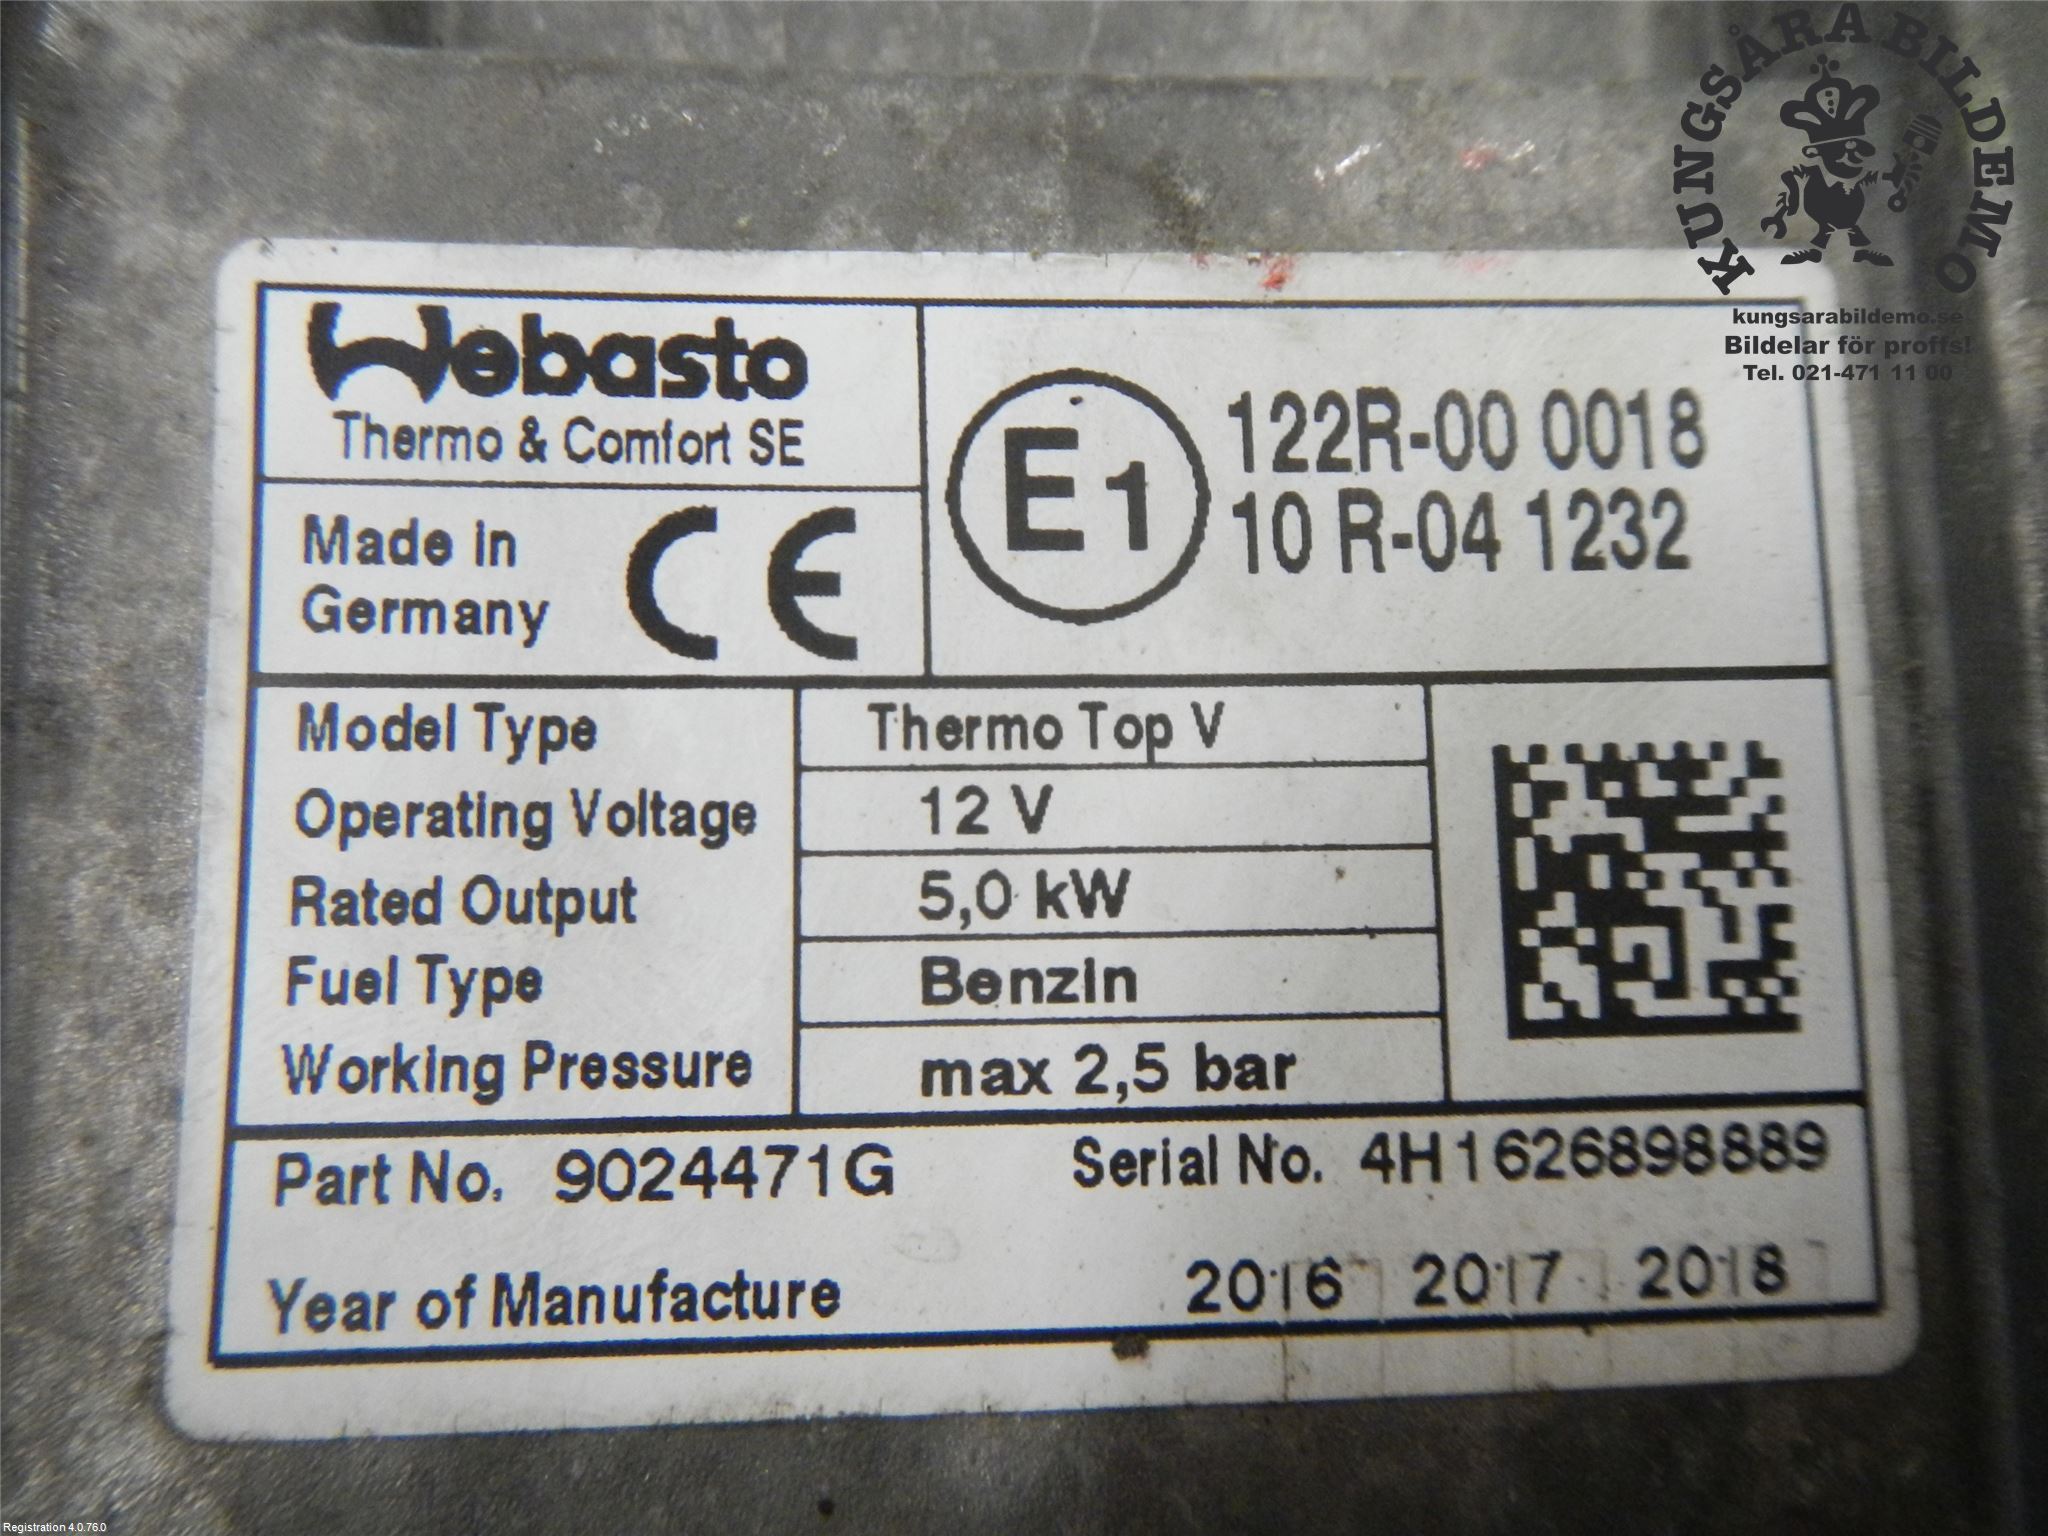 KUNGSÅRA BILDEMO
kungsarabildemo.se
Bildelar för proffs!
Tel. 021-471 11 00
Webasto
Thermo & Comfort SE
Made in
Germany
CE
E1
122R-00 0018
10 R-04 1232
Model Type Thermo Top V
Operating Voltage 12 V
Rated Output 5,0 kW
Fuel Type Benzin
Working Pressure max 2,5 bar
Part No. 9024471G Serial No. 4H1626898889
Year of Manufacture 2016 2017 2018
Registration 4.0.76.0